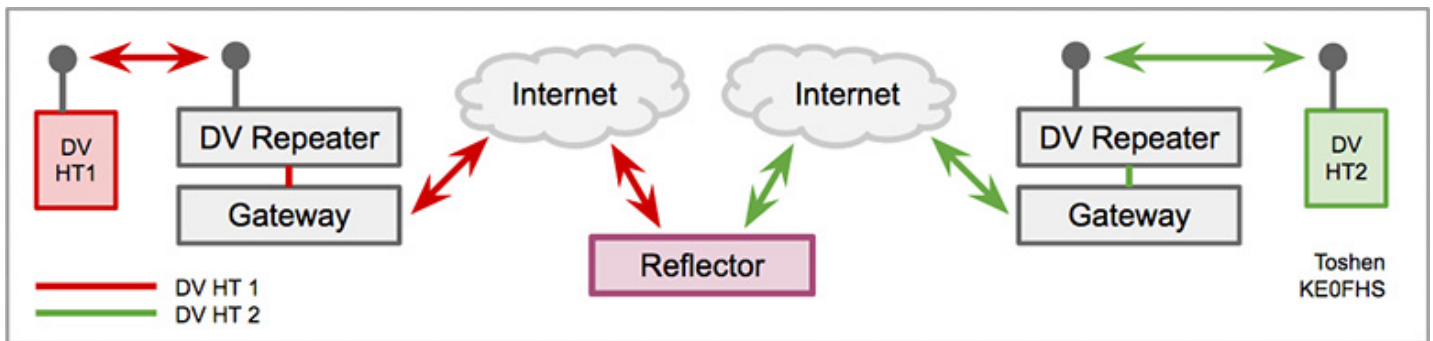 DV
HT1
DV Repeater
Gateway
Internet
Internet
Reflector
DV Repeater
Gateway
DV
HT2
DV HT 1
DV HT 2
Toshen
KE0FHS